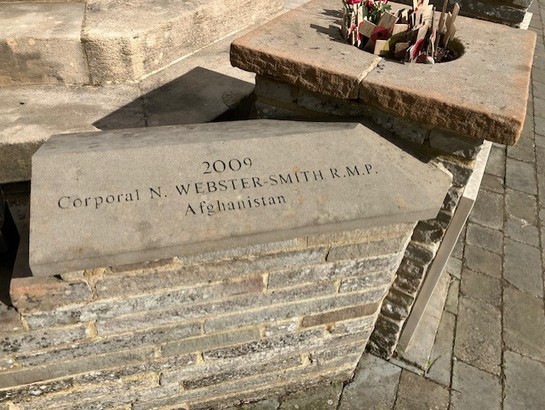 2009
Corporal N. WEBSTER-SMITH R.M.P.
Afghanistan